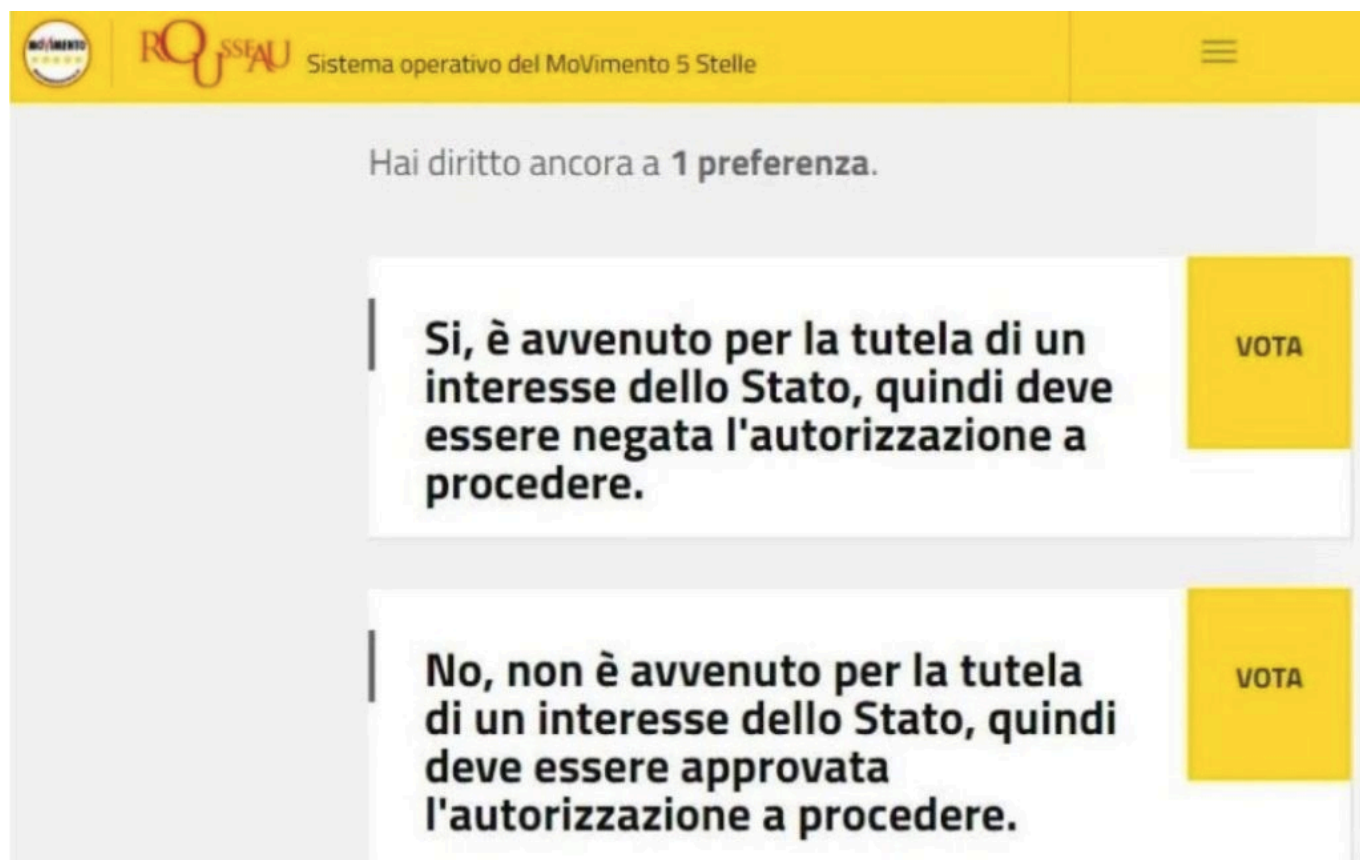 MOVIMENTO
ROUSSEAU Sistema operativo del MoVimento 5 Stelle
Hai diritto ancora a 1 preferenza.
Si, è avvenuto per la tutela di un
interesse dello Stato, quindi deve
essere negata l'autorizzazione a
procedere.
VOTA
No, non è avvenuto per la tutela
di un interesse dello Stato, quindi
deve essere approvata
l'autorizzazione a procedere.
VOTA